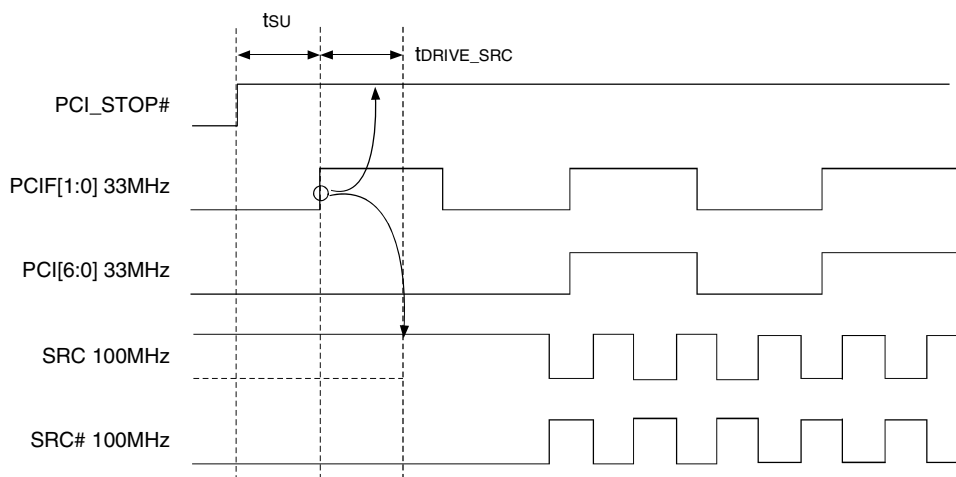 tSU
tDRIVE_SRC
PCI_STOP#
PCIF[1:0] 33MHz
PCI[6:0] 33MHz
SRC 100MHz
SRC# 100MHz